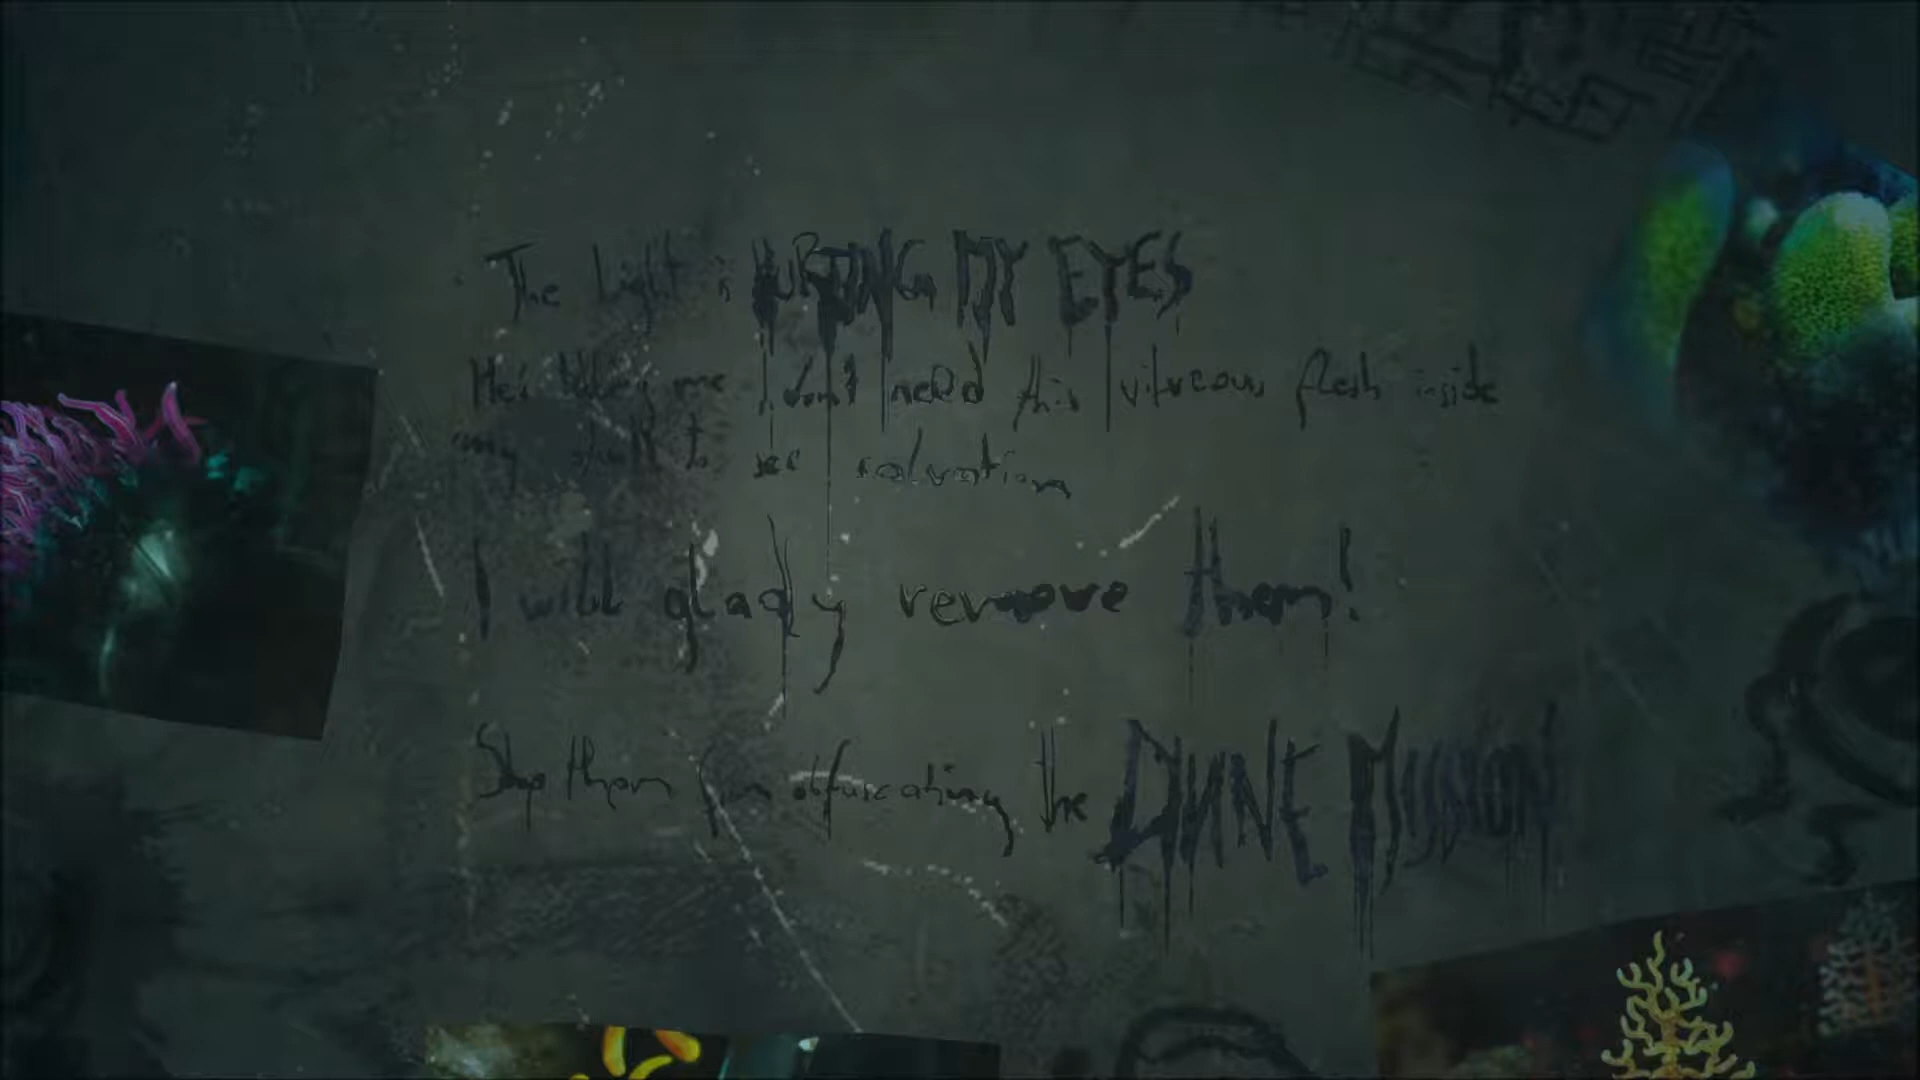 The Light is HURTING MY EYES
He's telling me I don't need this vitreous flesh inside
my skull to see salvation
I will gladly remove them!
Stop them from obfuscating the DIVINE MISSION